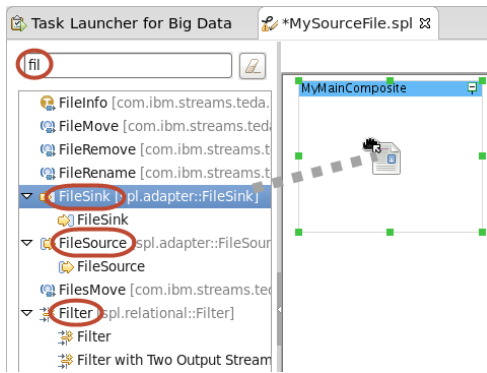 Task Launcher for Big Data
*MySourceFile.spl
fil
FileInfo [com.ibm.streams.teda.
FileMove [com.ibm.streams.teda
FileRemove [com.ibm.streams.t
FileRename [com.ibm.streams.t
FileSink [spl.adapter::FileSink]
FileSink
FileSource [spl.adapter::FileSour
FileSource
FilesMove [com.ibm.streams.ted
Filter [spl.relational::Filter]
Filter
Filter with Two Output Stream
MyMainComposite